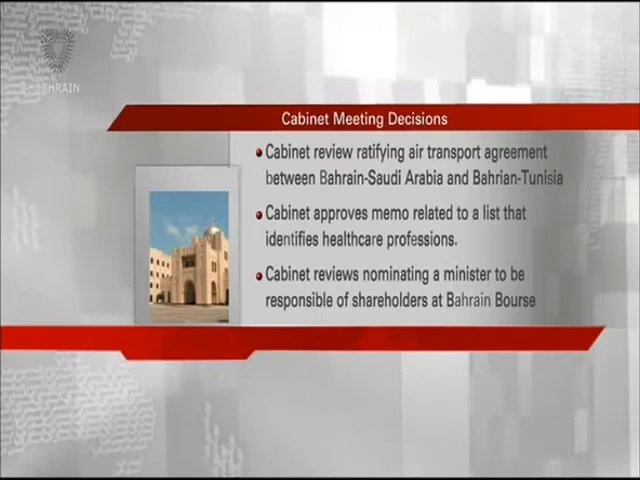 HRAIN
Cabinet Meeting Decisions
Cabinet review ratifying air transport agreement
between Bahrain-Saudi Arabia and Bahrian-Tunisia
Cabinet approves memo related to a list that
identifies healthcare professions.
Cabinet reviews nominating a minister to be
responsible of shareholders at Bahrain Bourse